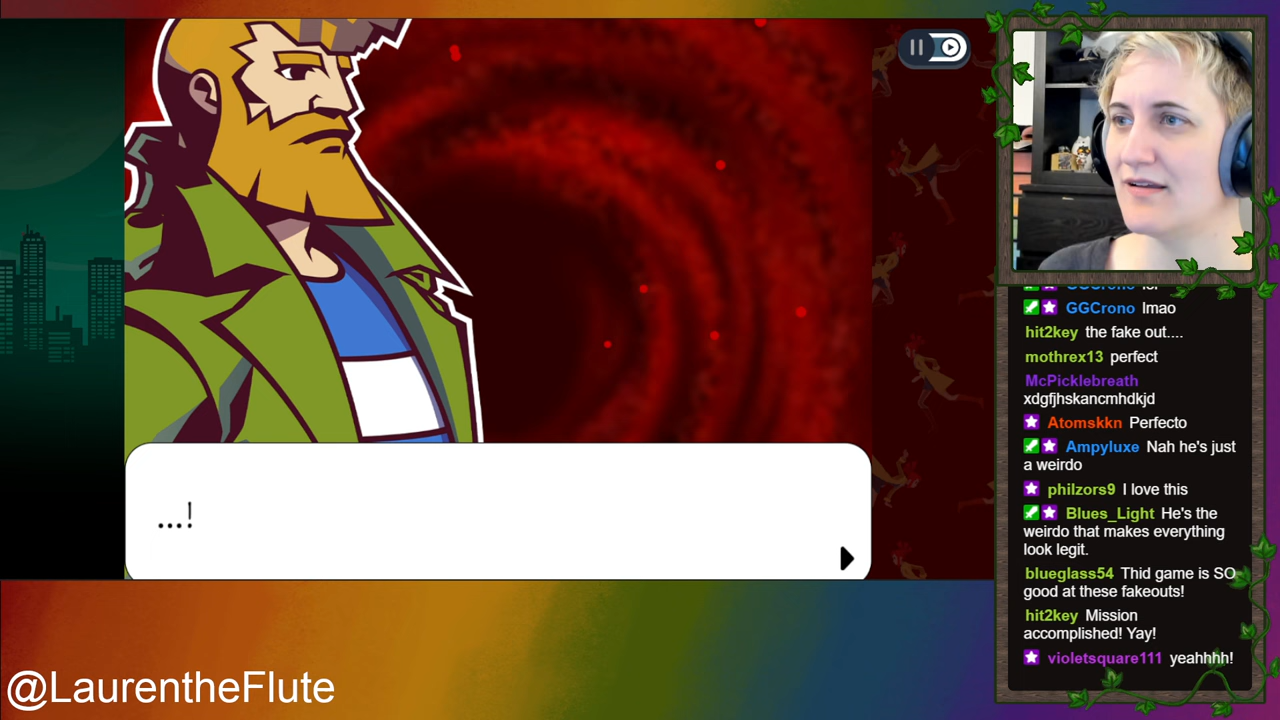 ...!
GGCrono lmao
hit2key the fake out....
mothrex13 perfect
McPicklebreath
xdgfjhskancmhdkjd
Atomskkn Perfecto
Ampyluxe Nah he's just
a weirdo
philzors9 I love this
Blues_Light He's the
weirdo that makes everything
look legit.
blueglass54 Thid game is SO
good at these fakeouts!
hit2key Mission
accomplished! Yay!
violetsquare111 yeahhhh!
@LaurentheFlute